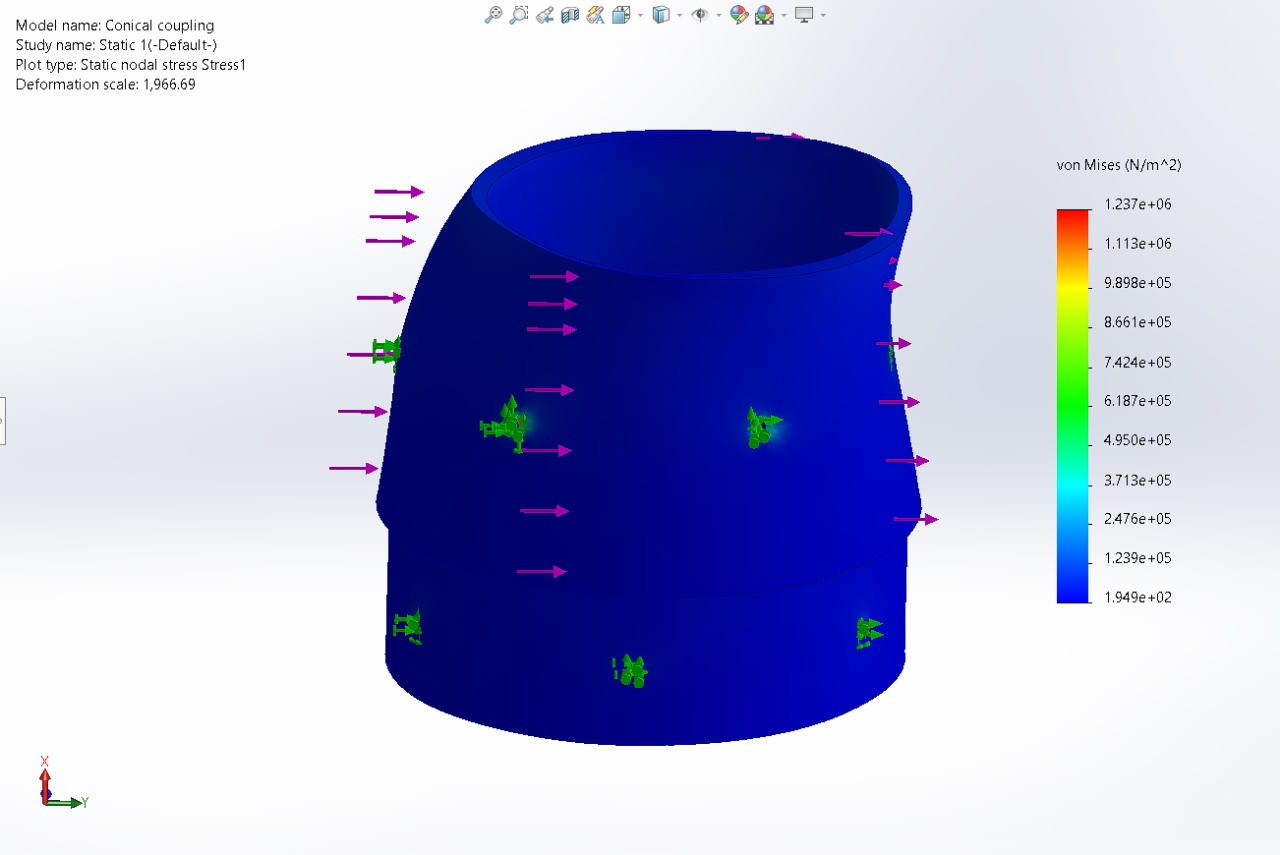 Model name: Conical coupling
Study name: Static 1(-Default-)
Plot type: Static nodal stress Stress1
Deformation scale: 1,966.69
von Mises (N/m^2)
1.237e+06
1.113e+06
9.898e+05
8.661e+05
7.424e+05
6.187e+05
4.950e+05
3.713e+05
2.476e+05
1.239e+05
1.949e+02
X
Y